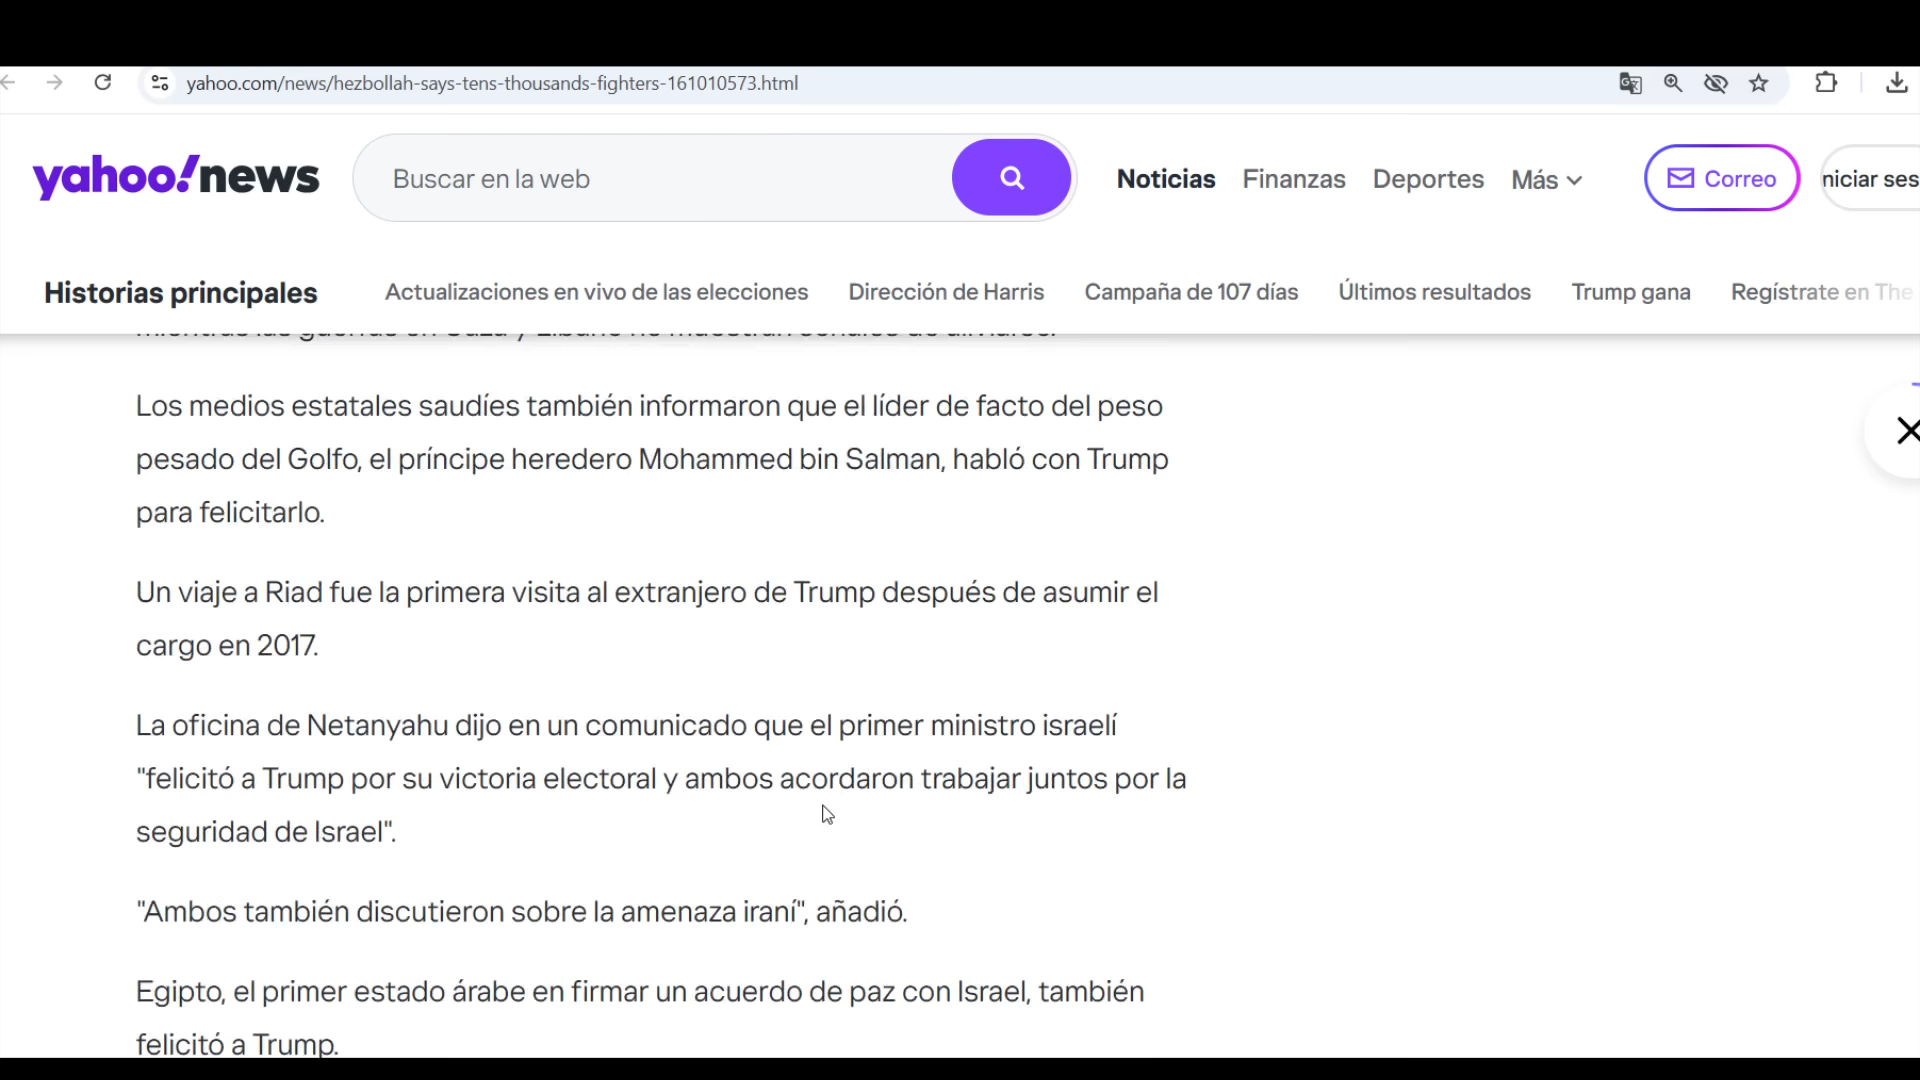 yahoo.com/news/hezbollah-says-tens-thousands-fighters-161010573.html
yahoo!news
Buscar en la web
Noticias Finanzas Deportes Más
Correo
niciar ses
Historias principales
Actualizaciones en vivo de las elecciones Dirección de Harris Campaña de 107 días Últimos resultados Trump gana Regístrate en The
Los medios estatales saudíes también informaron que el líder de facto del peso
pesado del Golfo, el príncipe heredero Mohammed bin Salman, habló con Trump
para felicitarlo.
Un viaje a Riad fue la primera visita al extranjero de Trump después de asumir el
cargo en 2017.
La oficina de Netanyahu dijo en un comunicado que el primer ministro israelí
"felicitó a Trump por su victoria electoral y ambos acordaron trabajar juntos por la
seguridad de Israel".
"Ambos también discutieron sobre la amenaza iraní", añadió.
Egipto, el primer estado árabe en firmar un acuerdo de paz con Israel, también
felicitó a Trump.